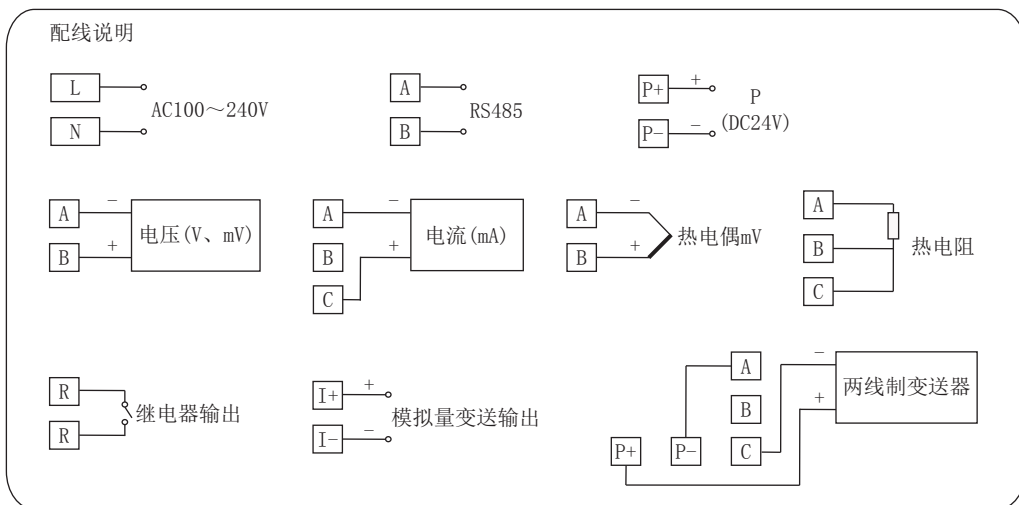 配线说明
L
N
AC100～240V
A
B
RS485
P+
+
P-
-
P
(DC24V)
A
-
B
+
电压(V、mV)
A
-
B
+
C
电流(mA)
A
-
B
+
热电偶mV
A
B
C
热电阻
R
R
继电器输出
I+
+
I-
-
模拟量变送输出
A
B
C
P+
P-
-
+
两线制变送器